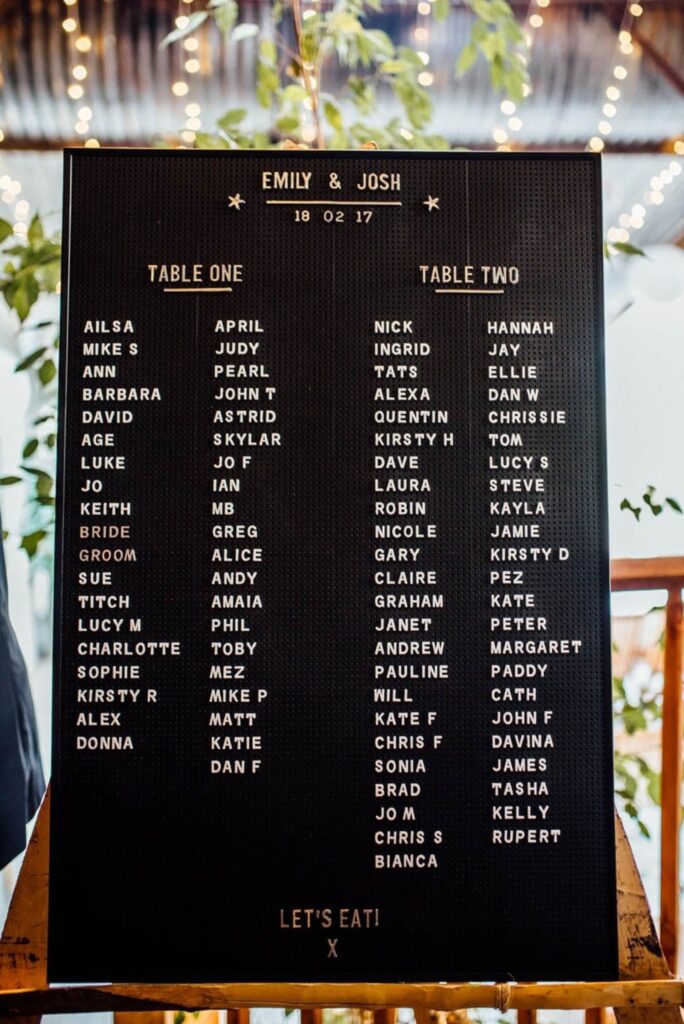 EMILY & JOSH
18 02 17
TABLE ONE
AILSA
MIKE S
ANN
BARBARA
DAVID
AGE
LUKE
JO
KEITH
BRIDE
GROOM
SUE
TITCH
LUCY M
CHARLOTTE
SOPHIE
KIRSTY R
ALEX
DONNA
APRIL
JUDY
PEARL
JOHN T
ASTRID
SKYLAR
JO F
IAN
MB
GREG
ALICE
ANDY
AMAIA
PHIL
TOBY
MEZ
MIKE P
MATT
KATIE
DAN F
TABLE TWO
NICK
INGRID
TATS
ALEXA
QUENTIN
KIRSTY H
DAVE
LAURA
ROBIN
NICOLE
GARY
CLAIRE
GRAHAM
JANET
ANDREW
PAULINE
WILL
KATE F
CHRIS F
SONIA
BRAD
JO M
CHRIS S
BIANCA
HANNAH
JAY
ELLIE
DAN W
CHRISSIE
TOM
LUCY S
STEVE
KAYLA
JAMIE
KIRSTY D
PEZ
KATE
PETER
MARGARET
PADDY
CATH
JOHN F
DAVINA
JAMES
TASHA
KELLY
RUPERT
LET'S EAT!
X